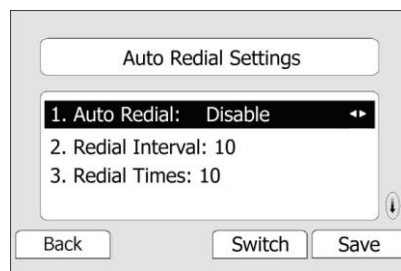 Auto Redial Settings
1. Auto Redial: Disable
2. Redial Interval: 10
3. Redial Times: 10
Back Switch Save